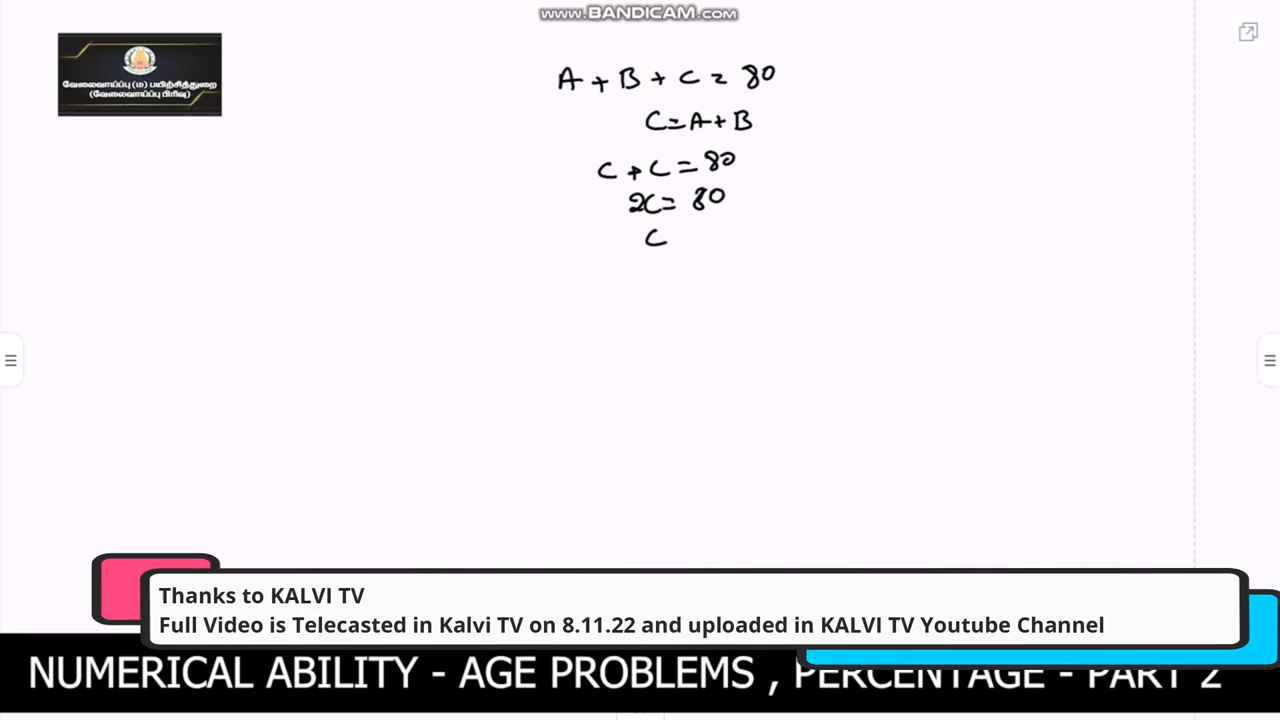 www.BANDICAM.com
வேலைவாய்ப்பு (ம) பயிற்சித்துறை
(வேலைவாய்ப்பு பிரிவு)
A + B + C = 80
C = A + B
C + C = 80
2C = 80
C
Thanks to KALVI TV
Full Video is Telecasted in Kalvi TV on 8.11.22 and uploaded in KALVI TV Youtube Channel
NUMERICAL ABILITY - AGE PROBLEMS , PERCENTAGE - PART 2